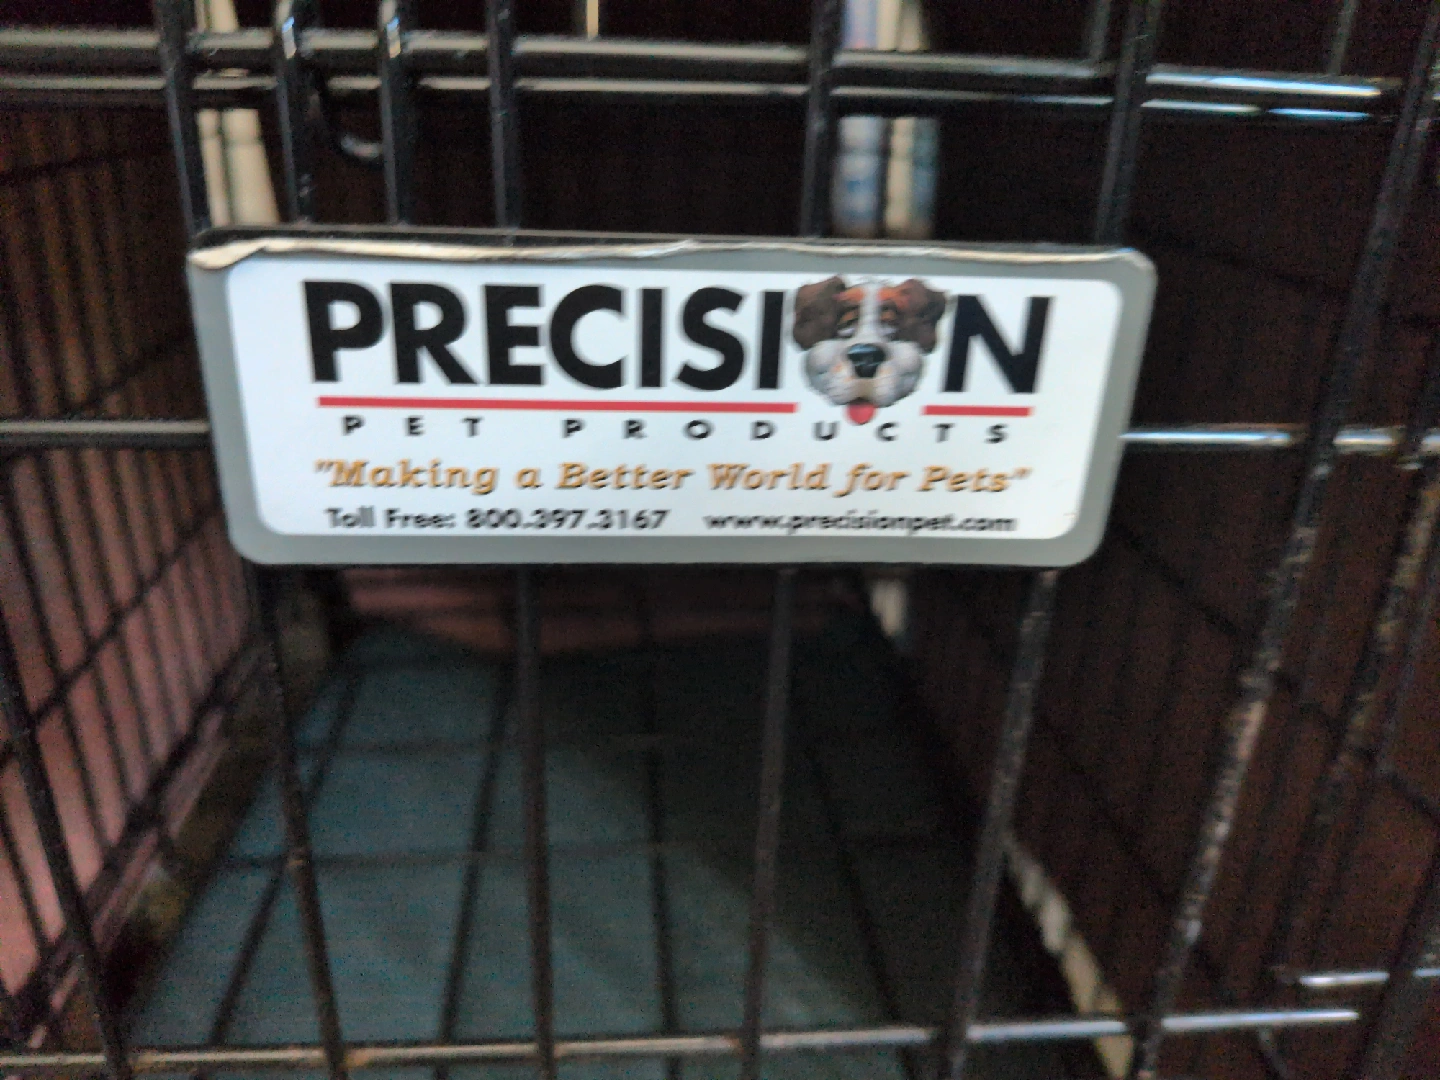 PRECISION
PET PRODUCTS
"Making a Better World for Pets"
Toll Free: 800.397.3167 www.precisionpet.com